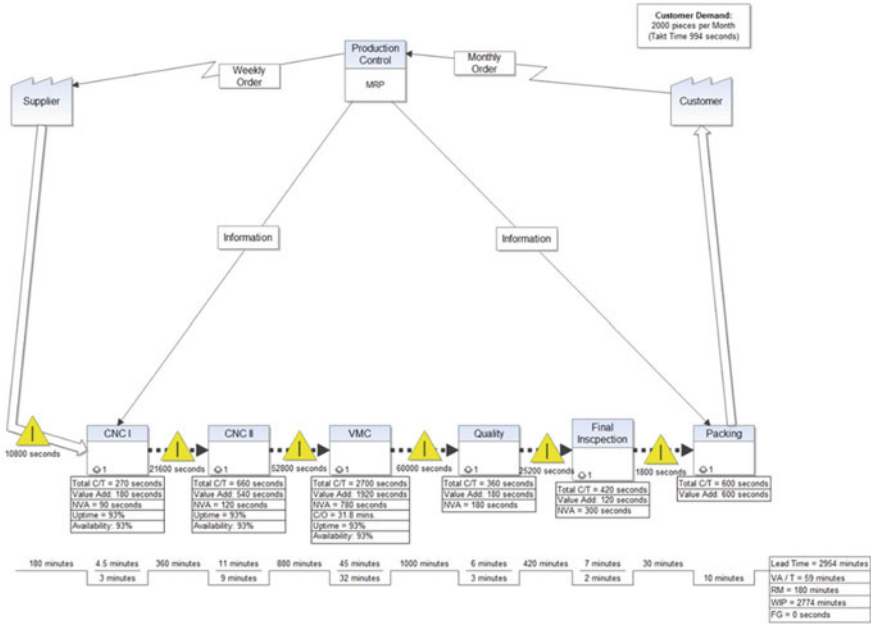 Customer Demand:
2000 pieces per Month
(Takt Time 994 seconds)
Production
Control
MRP
Weekly
Order
Monthly
Order
Supplier
Customer
Information
Information
10800 seconds
CNC I
1
21600 seconds
CNC II
1
52800 seconds
VMC
1
60000 seconds
Quality
1
25200 seconds
Final
Inscpection
1
1800 seconds
Packing
1
Total C/T = 270 seconds
Value Add: 180 seconds
NVA = 90 seconds
Uptime = 93%
Availability: 93%
Total C/T = 660 seconds
Value Add: 540 seconds
NVA = 120 seconds
Uptime = 93%
Availability: 93%
Total C/T = 2700 seconds
Value Add: 1920 seconds
NVA = 780 seconds
C/O = 31.8 mins.
Uptime = 93%
Availability: 93%
Total C/T = 360 seconds
Value Add: 180 seconds
NVA = 180 seconds
Total C/T = 420 seconds
Value Add: 120 seconds
NVA = 300 seconds
Total C/T = 600 seconds
Value Add: 600 seconds
180 minutes
4.5 minutes
360 minutes
11 minutes
880 minutes
45 minutes
1000 minutes
6 minutes
420 minutes
7 minutes
30 minutes
3 minutes
9 minutes
32 minutes
3 minutes
2 minutes
10 minutes
Lead Time = 2954 minutes
VA / T = 59 minutes
RM = 180 minutes
WIP = 2774 minutes
FG = 0 seconds